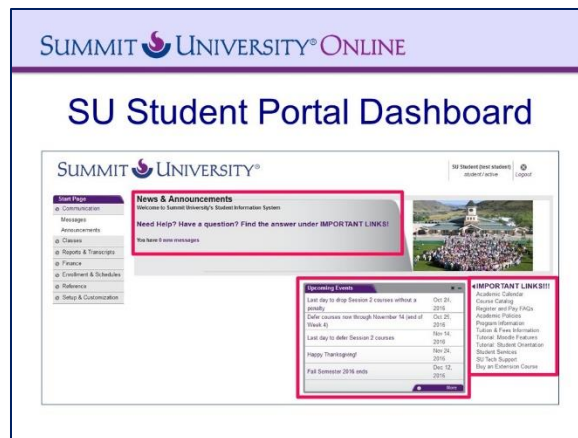 SUMMIT UNIVERSITY® ONLINE
SU Student Portal Dashboard
SUMMIT UNIVERSITY®
SU Student (test student)
student / active
Logout
Start Page
Communication
Messages
Announcements
Classes
Reports & Transcripts
Finance
Enrollment & Schedules
Reference
Setup & Customization
News & Announcements
Welcome to Summit University's Student Information System
Need Help? Have a question? Find the answer under IMPORTANT LINKS!
You have 0 new messages
Upcoming Events
Last day to drop Session 2 courses without a
penalty
Oct 24,
2016
Defer courses now through November 14 (end of
Week 4)
Oct 25,
2016
Last day to defer Session 2 courses
Nov 14,
2016
Happy Thanksgiving!
Nov 24,
2016
Fall Semester 2016 ends
Dec 12,
2016
More
IMPORTANT LINKS!!!
Academic Calendar
Course Catalog
Register and Pay FAQs
Academic Policies
Program Information
Tuition & Fees Information
Tutorial: Moodle Features
Tutorial: Student Orientation
Student Services
SU Tech Support
Buy an Extension Course